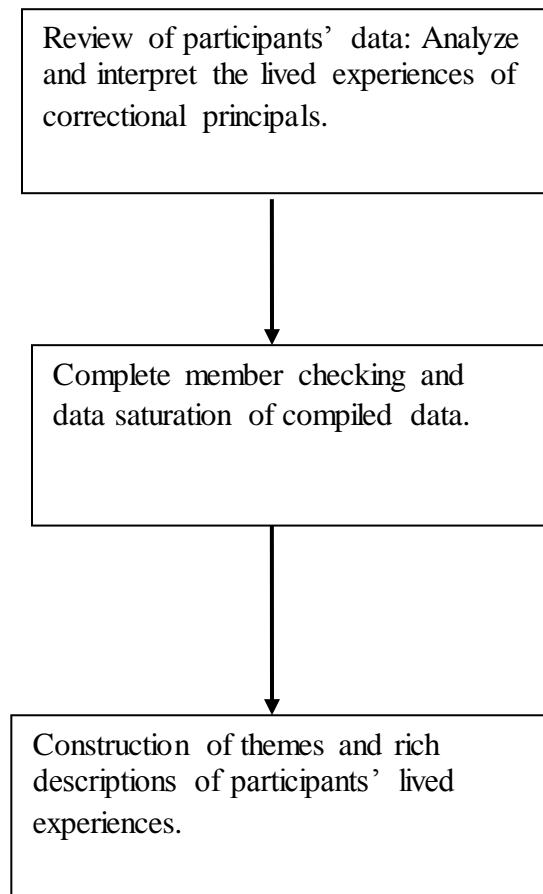 Review of participants’ data: Analyze
and interpret the lived experiences of
correctional principals.
Complete member checking and
data saturation of compiled data.
Construction of themes and rich
descriptions of participants’ lived
experiences.